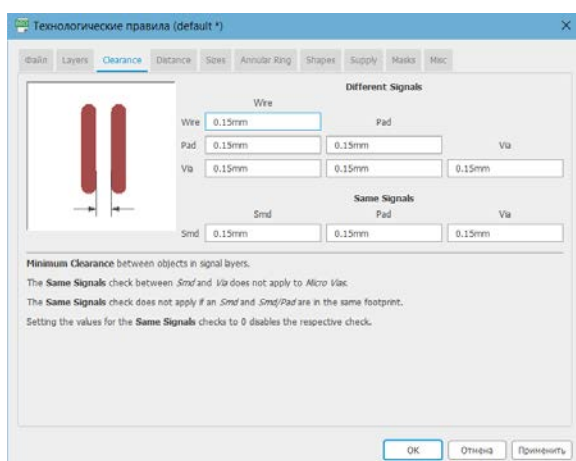 Технологические правила (default *)
Файл Layers Clearance Distance Sizes Annular Ring Shapes Supply Masks Misc
Different Signals
Wire
Wire 0.15mm Pad
Pad 0.15mm 0.15mm Via
Via 0.15mm 0.15mm 0.15mm
Same Signals
Smd Pad Via
Smd 0.15mm 0.15mm 0.15mm
Minimum Clearance between objects in signal layers.
The Same Signals check between Smd and Via does not apply to Micro Vias.
The Same Signals check does not apply if an Smd and Smd/Pad are in the same footprint.
Setting the values for the Same Signals checks to 0 disables the respective check.
OK Отмена Применить